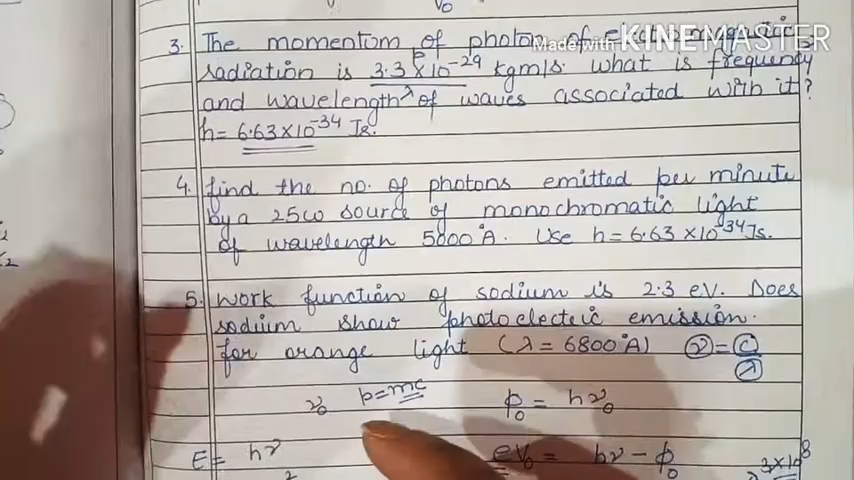 ν₀
3. The momentum of photon of electromagnetic
Made with KINEMASTER
p
radiation is 3.3 × 10⁻²⁹ kgm/s. what is frequency
and wavelength λ of waves associated with it?
h = 6.63×10⁻³⁴ Js.
4. find the no. of photons emitted per minute
by a 25w source of monochromatic light
of wavelength 5000°A. Use h = 6.63 ×10⁻³⁴Js.
5. work function of sodium is 2.3 eV. Does
sodium show photoelectric emission.
for orange light (λ = 6800°A) ν = c/λ
ν₀ p=mc ϕ₀ = hν₀
E = hν eV₀ = hν - ϕ₀ 3×10⁸